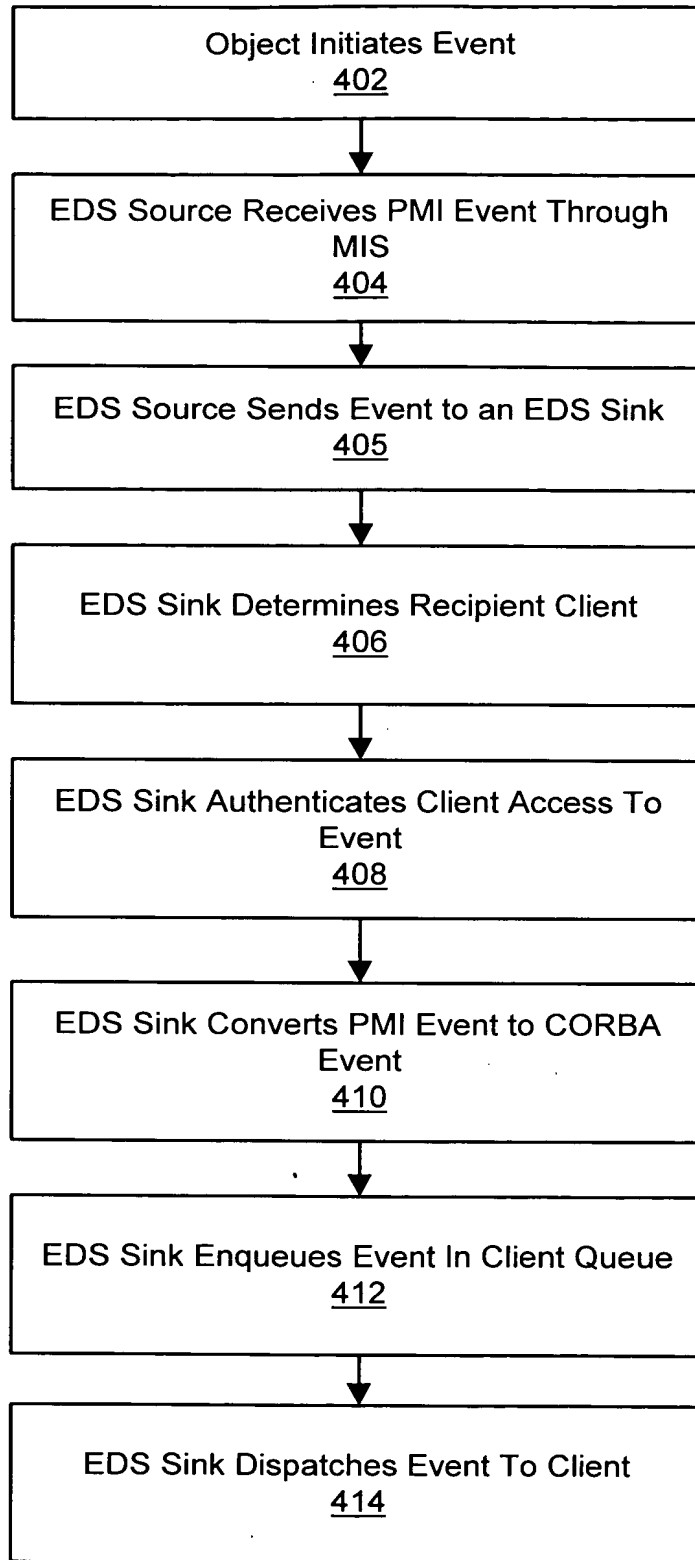 Object Initiates Event
402
EDS Source Receives PMI Event Through
MIS
404
EDS Source Sends Event to an EDS Sink
405
EDS Sink Determines Recipient Client
406
EDS Sink Authenticates Client Access To
Event
408
EDS Sink Converts PMI Event to CORBA
Event
410
EDS Sink Enqueues Event In Client Queue
412
EDS Sink Dispatches Event To Client
414